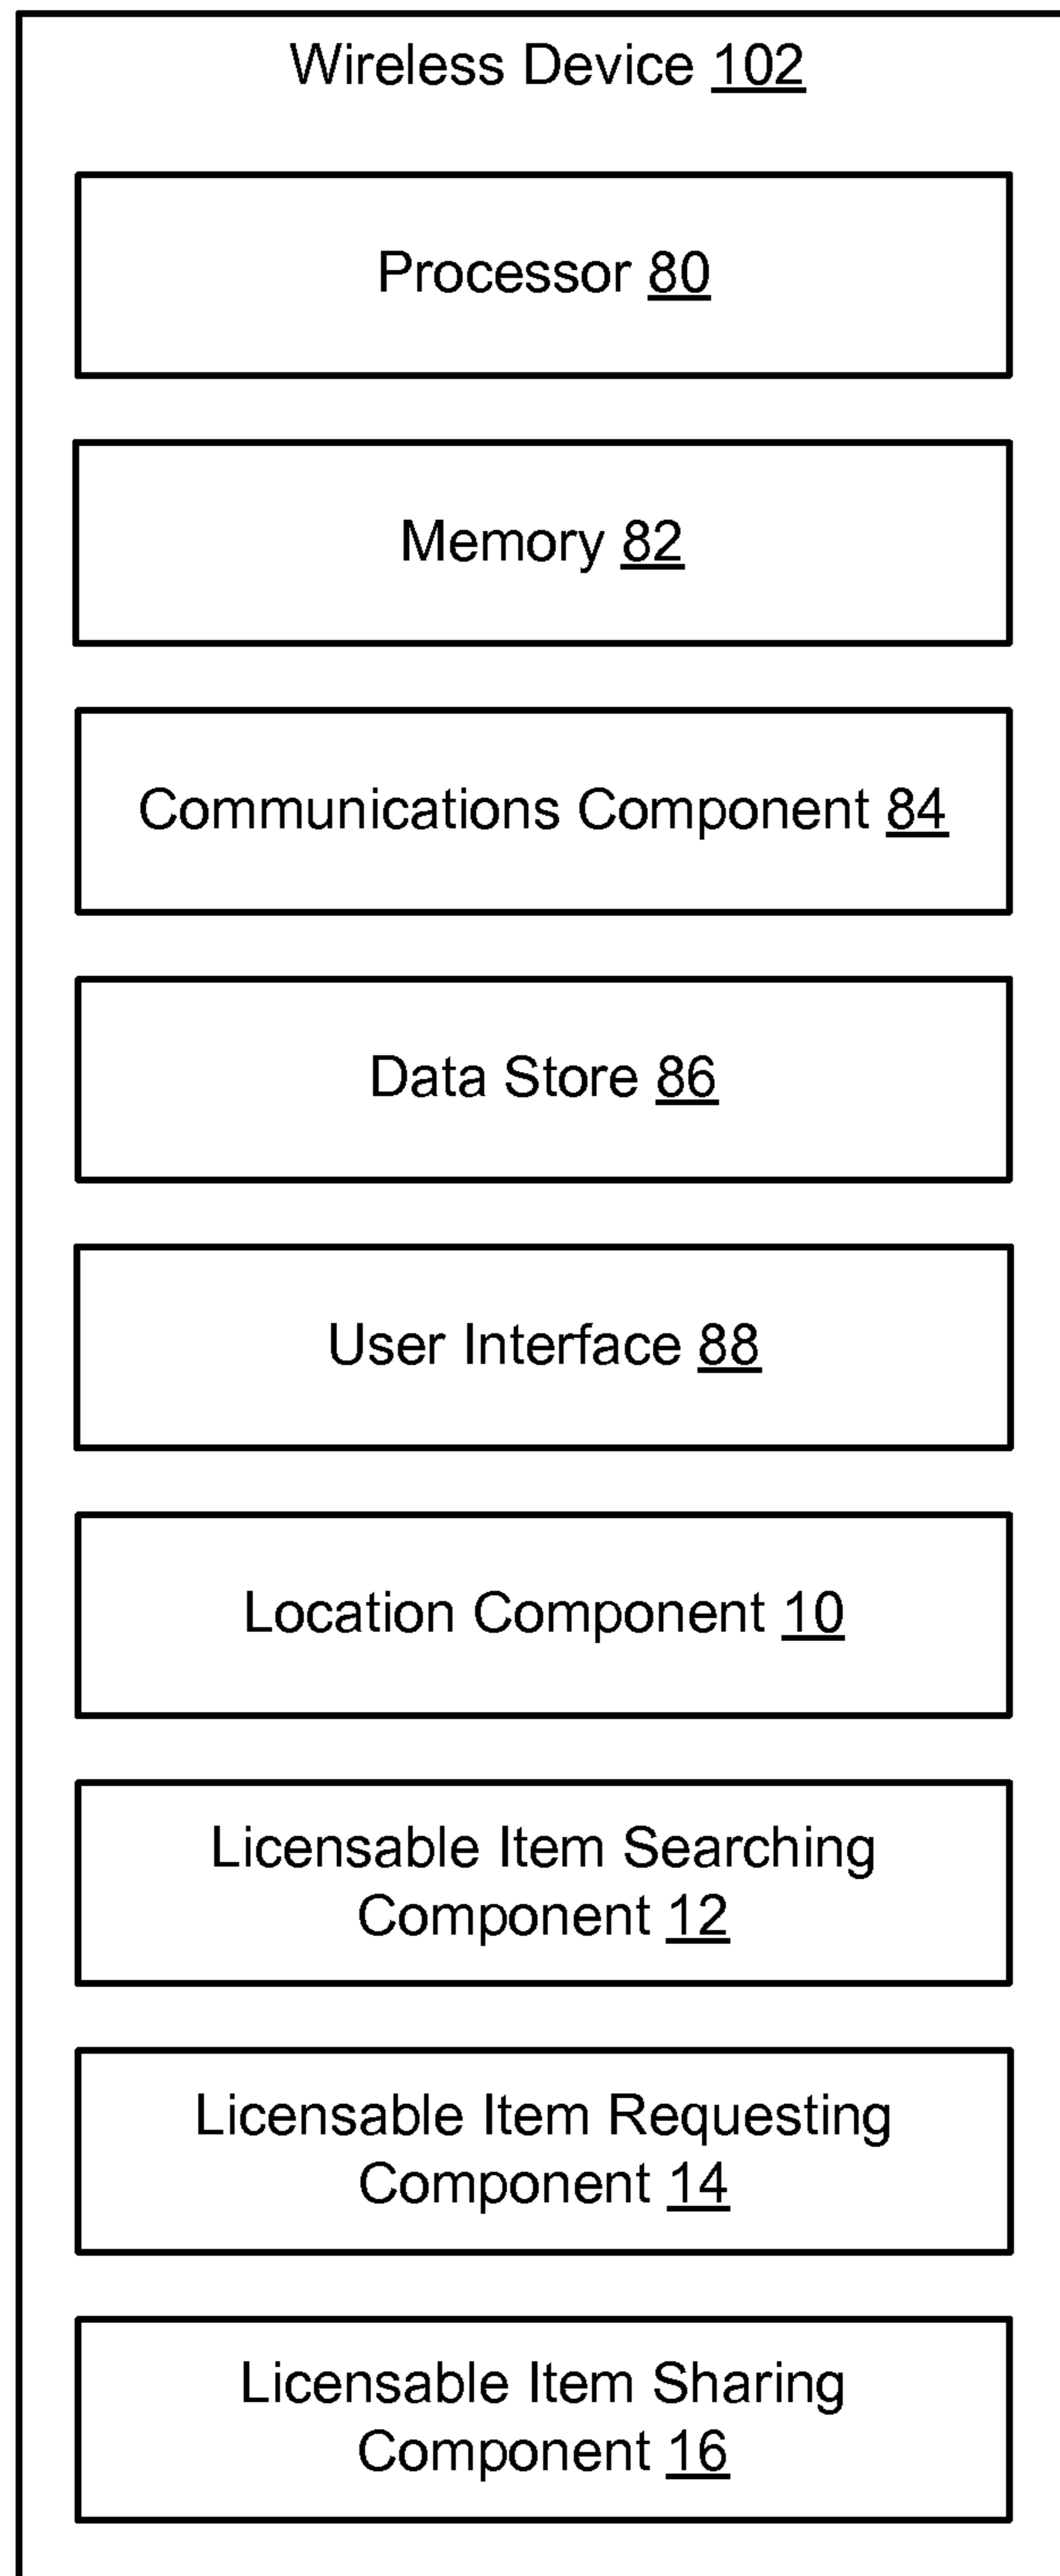 Wireless Device 102
Processor 80
Memory 82
Communications Component 84
Data Store 86
User Interface 88
Location Component 10
Licensable Item Searching
Component 12
Licensable Item Requesting
Component 14
Licensable Item Sharing
Component 16